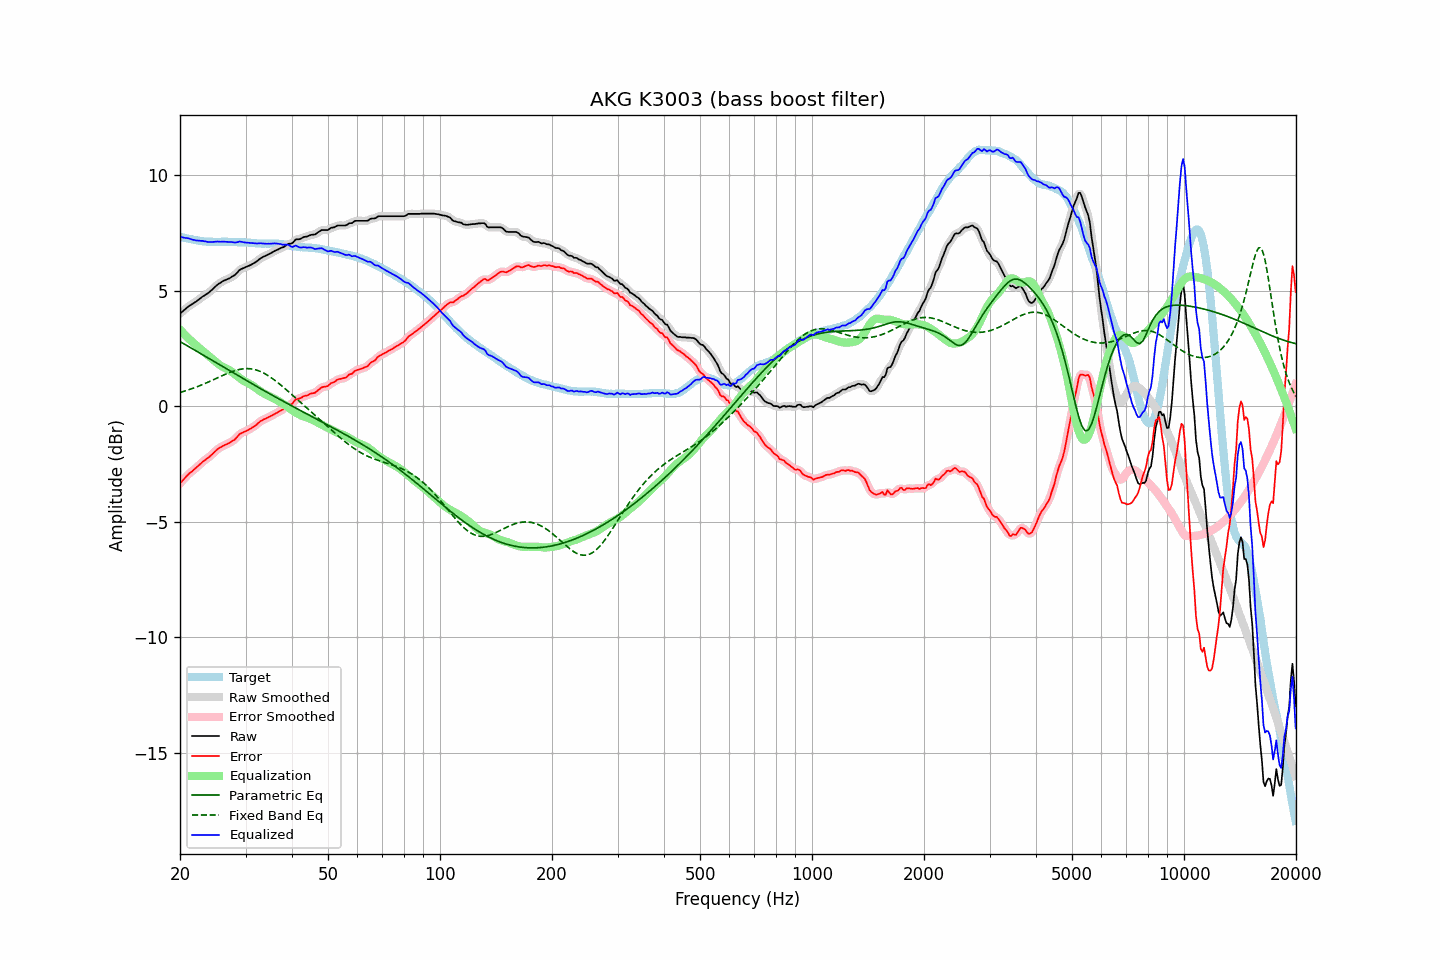 AKG K3003 (bass boost filter)
Amplitude (dBr)
10
5
0
−5
−10
−15
Target
Raw Smoothed
Error Smoothed
Raw
Error
Equalization
Parametric Eq
Fixed Band Eq
Equalized
20 50 100 200 500 1000 2000 5000 10000 20000
Frequency (Hz)